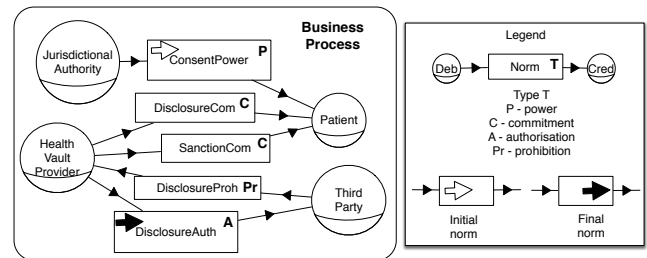 Business
Process
Jurisdictional
Authority
P
ConsentPower
DisclosureCom C
Patient
SanctionCom C
Health
Vault
Provider
DisclosureProh Pr
Third
Party
A
DisclosureAuth
Legend
Deb
Norm T
Cred
Type T
P - power
C - commitment
A - authorisation
Pr - prohibition
Initial
norm
Final
norm